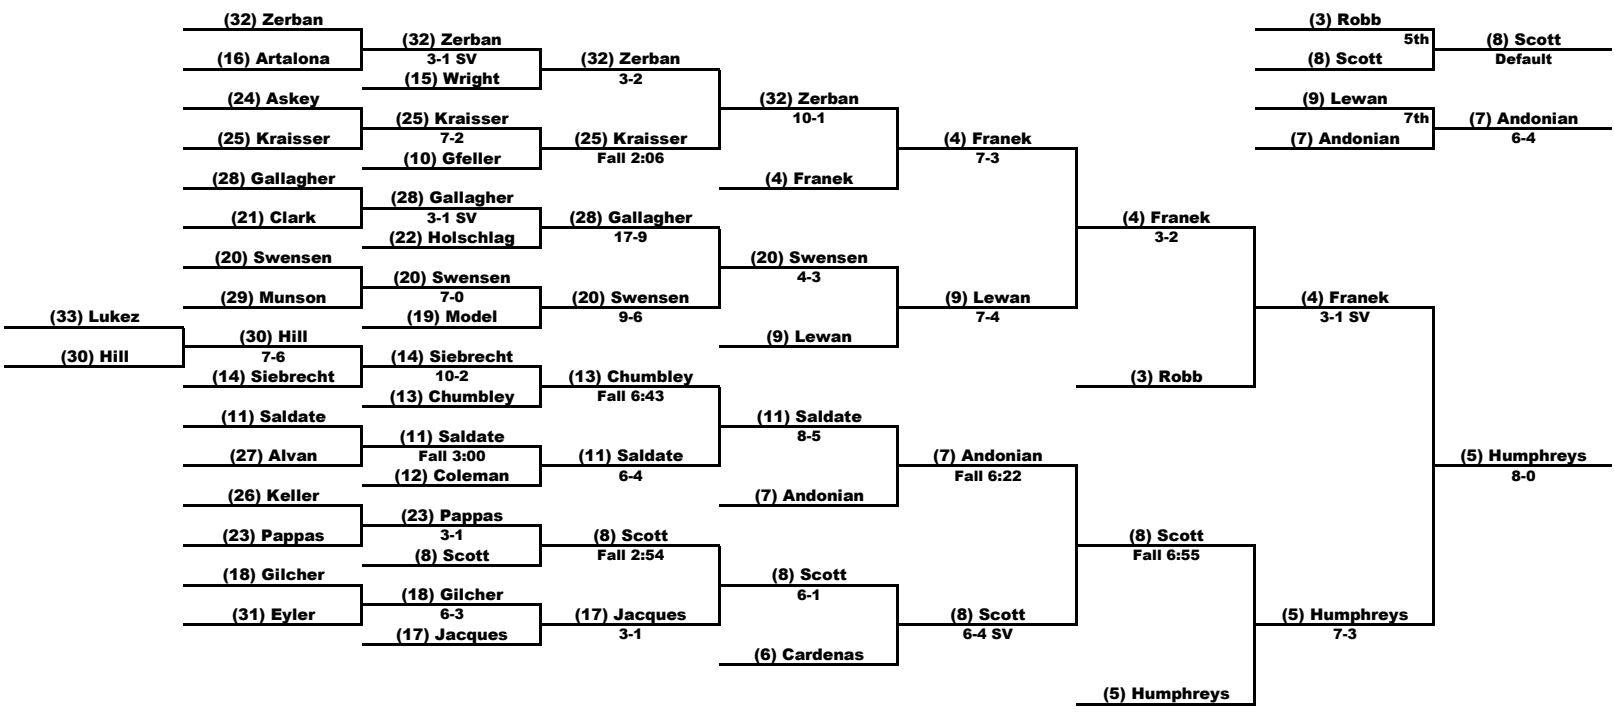 (32) Zerban
(16) Artalona
(24) Askey
(25) Kraisser
(28) Gallagher
(21) Clark
(20) Swensen
(29) Munson
(33) Lukez
(30) Hill
(30) Hill
7-6
(14) Siebrecht
(11) Saldate
(27) Alvan
(26) Keller
(23) Pappas
(18) Gilcher
(31) Eyler
(32) Zerban
3-1 SV
(15) Wright
(25) Kraisser
7-2
(10) Gfeller
(28) Gallagher
3-1 SV
(22) Holschlag
(20) Swensen
7-0
(19) Model
(14) Siebrecht
10-2
(13) Chumbley
(11) Saldate
Fall 3:00
(12) Coleman
(23) Pappas
3-1
(8) Scott
(18) Gilcher
6-3
(17) Jacques
(32) Zerban
3-2
(25) Kraisser
Fall 2:06
(28) Gallagher
17-9
(20) Swensen
9-6
(13) Chumbley
Fall 6:43
(11) Saldate
6-4
(8) Scott
Fall 2:54
(17) Jacques
3-1
(32) Zerban
10-1
(4) Franek
(20) Swensen
4-3
(9) Lewan
(11) Saldate
8-5
(7) Andonian
(8) Scott
6-1
(6) Cardenas
(4) Franek
7-3
(9) Lewan
7-4
(7) Andonian
Fall 6:22
(8) Scott
6-4 SV
(4) Franek
3-2
(3) Robb
(8) Scott
Fall 6:55
(5) Humphreys
(4) Franek
3-1 SV
(5) Humphreys
7-3
(5) Humphreys
8-0
(3) Robb
5th
(8) Scott
(8) Scott
Default
(9) Lewan
7th
(7) Andonian
(7) Andonian
6-4